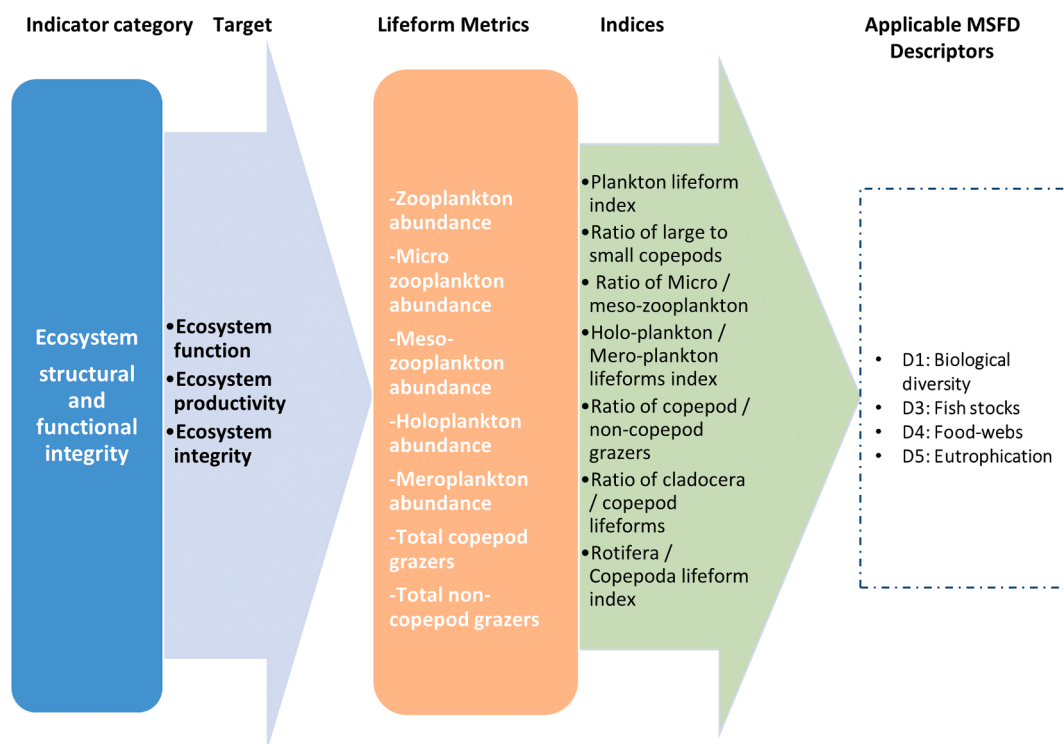 Indicator category
Target
Lifeform Metrics
Indices
Applicable MSFD
Descriptors
Ecosystem
structural
and
functional
integrity
•Ecosystem
function
•Ecosystem
productivity
•Ecosystem
integrity
-Zooplankton
abundance
-Micro
zooplankton
abundance
-Meso-
zooplankton
abundance
-Holoplankton
abundance
-Meroplankton
abundance
-Total copepod
grazers
-Total non-
copepod grazers
•Plankton lifeform
index
•Ratio of large to
small copepods
• Ratio of Micro /
meso-zooplankton
•Holo-plankton /
Mero-plankton
lifeforms index
•Ratio of copepod /
non-copepod
grazers
•Ratio of cladocera
/ copepod
lifeforms
•Rotifera /
Copepoda lifeform
index
• D1: Biological
diversity
• D3: Fish stocks
• D4: Food-webs
• D5: Eutrophication